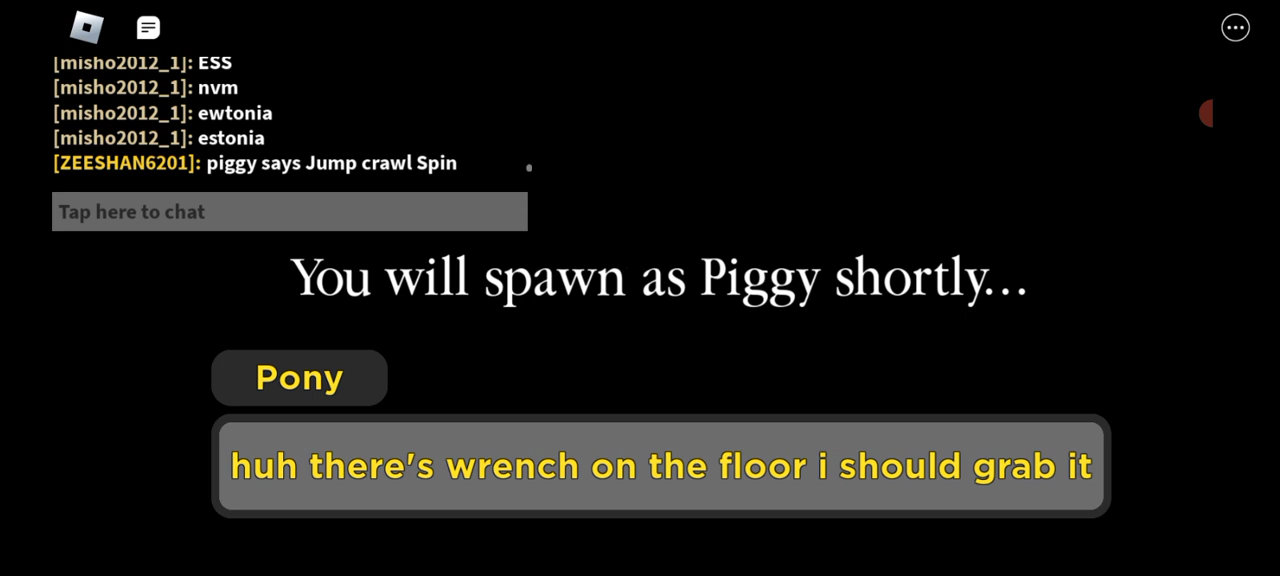 [misho2012_1]: ESS
[misho2012_1]: nvm
[misho2012_1]: ewtonia
[misho2012_1]: estonia
[ZEESHAN6201]: piggy says Jump crawl Spin
Tap here to chat
You will spawn as Piggy shortly...
Pony
huh there's wrench on the floor i should grab it